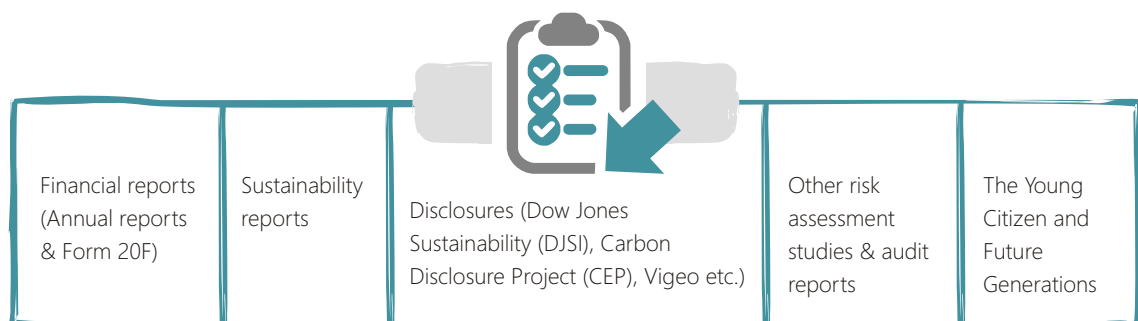 Financial reports
(Annual reports
& Form 20F)
Sustainability
reports
Disclosures (Dow Jones
Sustainability (DJSI), Carbon
Disclosure Project (CEP), Vigeo etc.)
Other risk
assessment
studies & audit
reports
The Young
Citizen and
Future
Generations